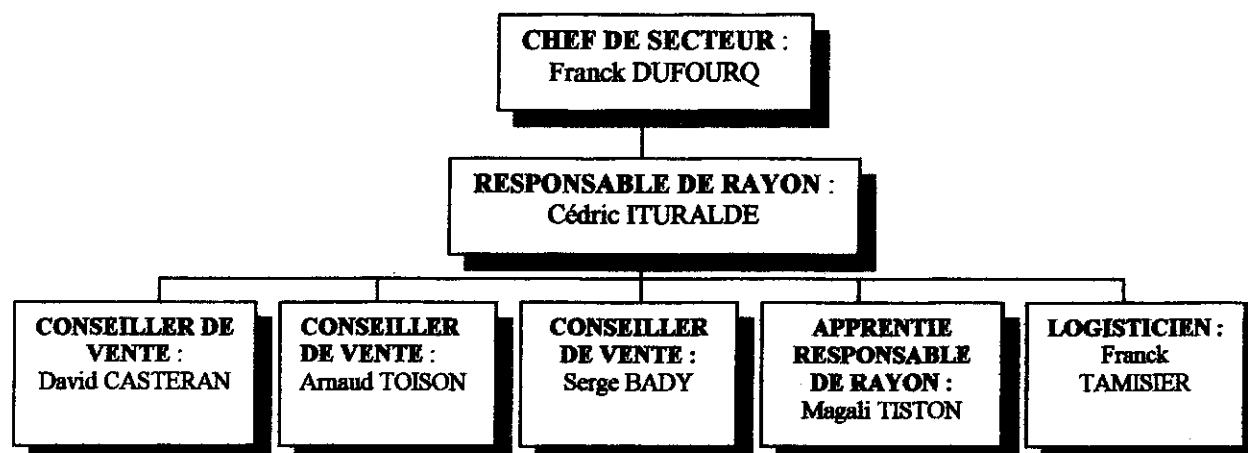 CHEF DE SECTEUR :
Franck DUFOURQ
RESPONSABLE DE RAYON :
Cédric ITURALDE
CONSEILLER DE
VENTE :
David CASTERAN
CONSEILLER
DE VENTE :
Arnaud TOISON
CONSEILLER
DE VENTE :
Serge BADY
APPRENTIE
RESPONSABLE
DE RAYON :
Magali TISTON
LOGISTICIEN :
Franck
TAMISIER